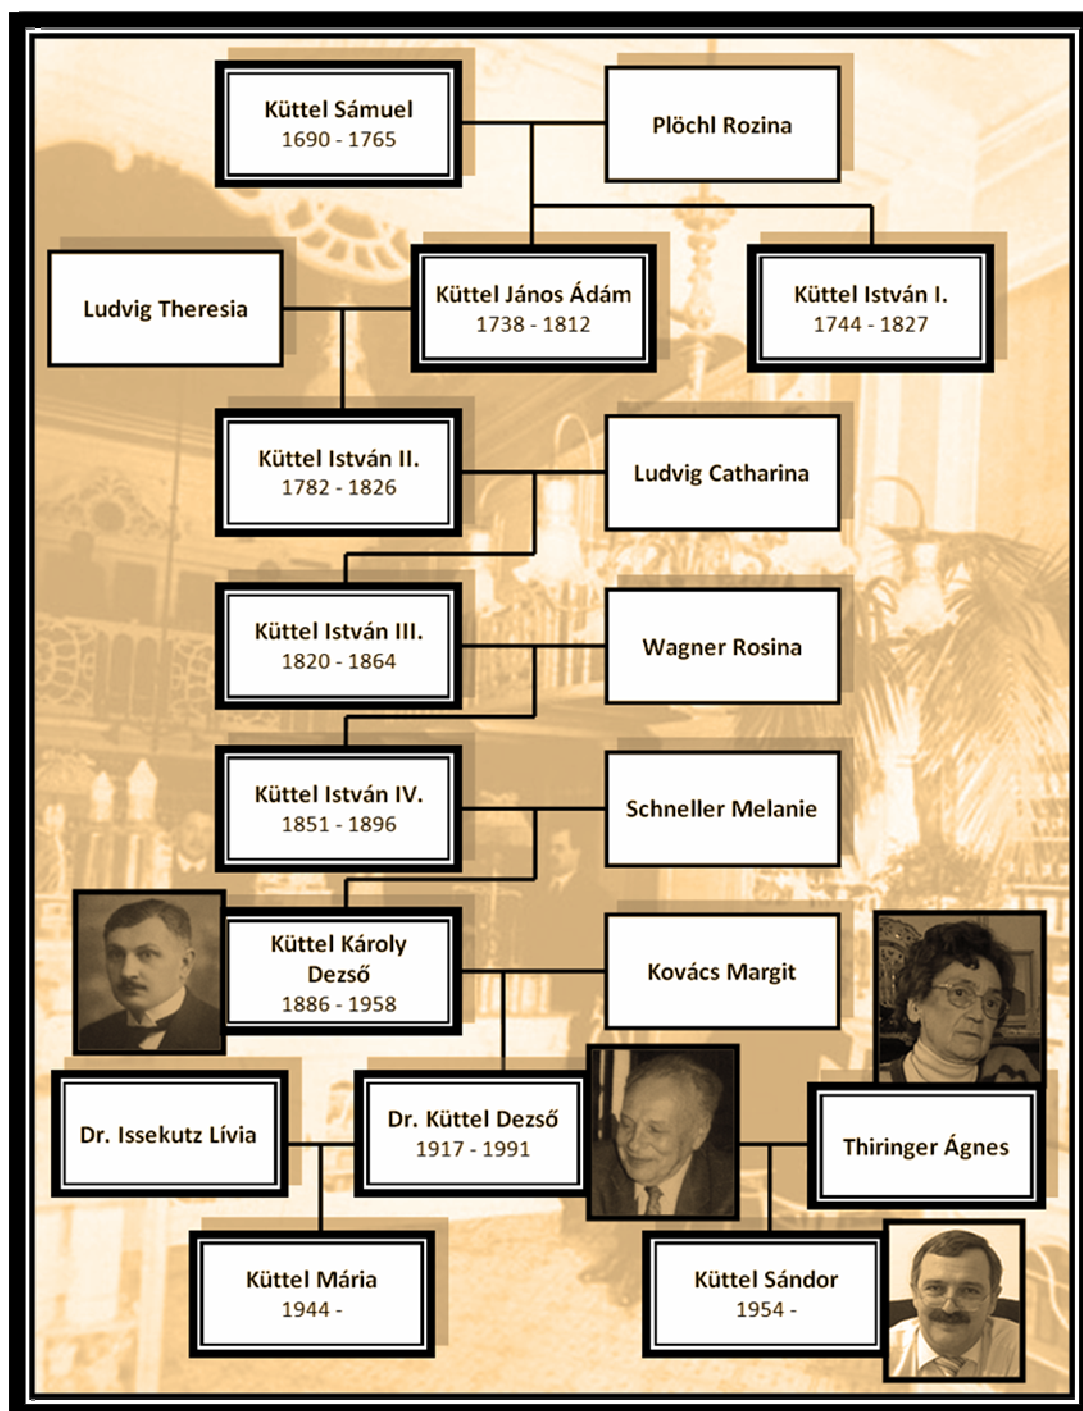 Küttel Sámuel
1690 - 1765
Plöchl Rozina
Ludvig Theresia
Küttel János Ádám
1738 - 1812
Küttel István I.
1744 - 1827
Küttel István II.
1782 - 1826
Ludvig Catharina
Küttel István III.
1820 - 1864
Wagner Rosina
Küttel István IV.
1851 - 1896
Schneller Melanie
Küttel Károly
Dezső
1886 - 1958
Kovács Margit
Dr. Issekutz Lívia
Dr. Küttel Dezső
1917 - 1991
Thiringer Ágnes
Küttel Mária
1944 -
Küttel Sándor
1954 -